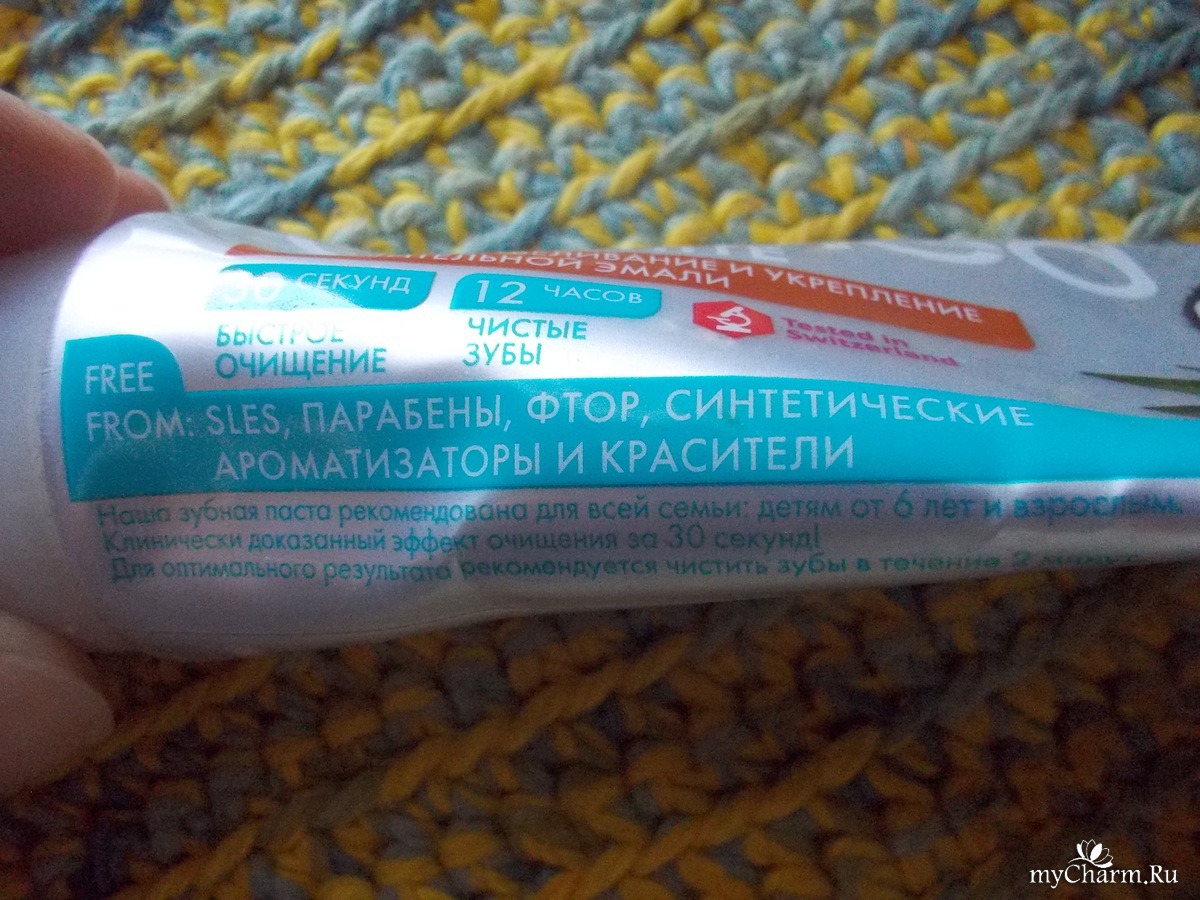 И УКРЕПЛЕНИЕ
ЭМАЛИ
30 СЕКУНД
12 ЧАСОВ
БЫСТРОЕ
ОЧИЩЕНИЕ
ЧИСТЫЕ
ЗУБЫ
Tested in
Switzerland
FREE
FROM: SLES, ПАРАБЕНЫ, ФТОР, СИНТЕТИЧЕСКИЕ
АРОМАТИЗАТОРЫ И КРАСИТЕЛИ
Наша зубная паста рекомендована для всей семьи: детям от 6 лет и взрослым.
Клинически доказанный эффект очищения за 30 секунд!
Для оптимального результата рекомендуется чистить зубы в течение 2
myCharm.Ru